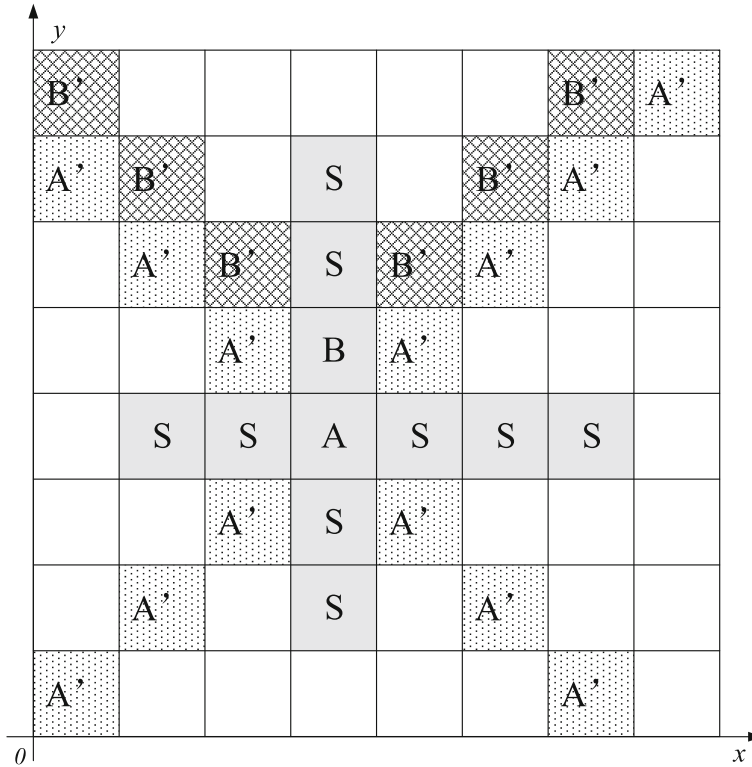 y
B’ B’ A’
A’ B’ S B’ A’
A’ B’ S B’ A’
A’ B A’
S S A S S S
A’ S A’
A’ S A’
A’ A’
0 x